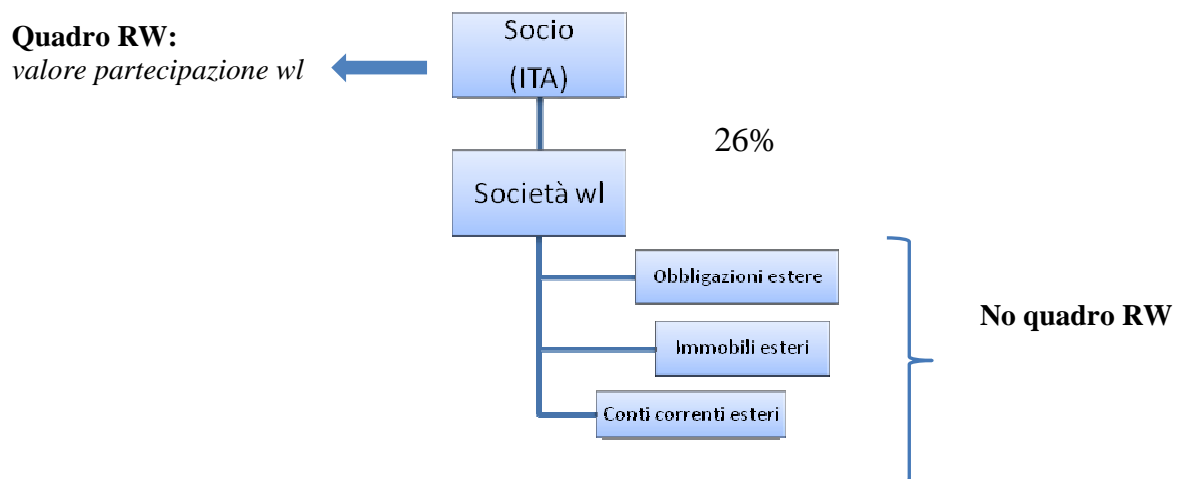 Quadro RW:
valore partecipazione wl
Socio
(ITA)
26%
Società wl
Obbligazioni estere
Immobili esteri
Conti correnti esteri
No quadro RW